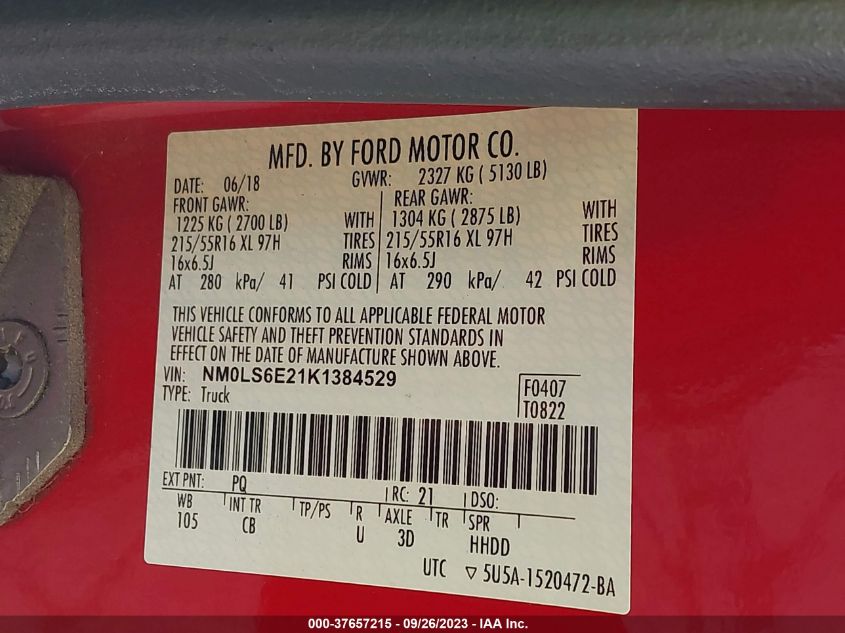 MFD. BY FORD MOTOR CO.
DATE: 06/18 GVWR: 2327 KG ( 5130 LB)
FRONT GAWR: REAR GAWR:
1225 KG ( 2700 LB) WITH 1304 KG ( 2875 LB) WITH
215/55R16 XL 97H TIRES 215/55R16 XL 97H TIRES
16x6.5J RIMS 16x6.5J RIMS
AT 280 kPa/ 41 PSI COLD AT 290 kPa/ 42 PSI COLD
THIS VEHICLE CONFORMS TO ALL APPLICABLE FEDERAL MOTOR
VEHICLE SAFETY AND THEFT PREVENTION STANDARDS IN
EFFECT ON THE DATE OF MANUFACTURE SHOWN ABOVE.
VIN: NM0LS6E21K1384529 F0407
TYPE: Truck T0822
EXT PNT: PQ RC: 21 DSO:
WB INT TR TP/PS R AXLE TR SPR
105 CB U 3D HHDD
UTC ▽ 5U5A-1520472-BA
000-37657215 - 09/26/2023 - IAA, Inc.